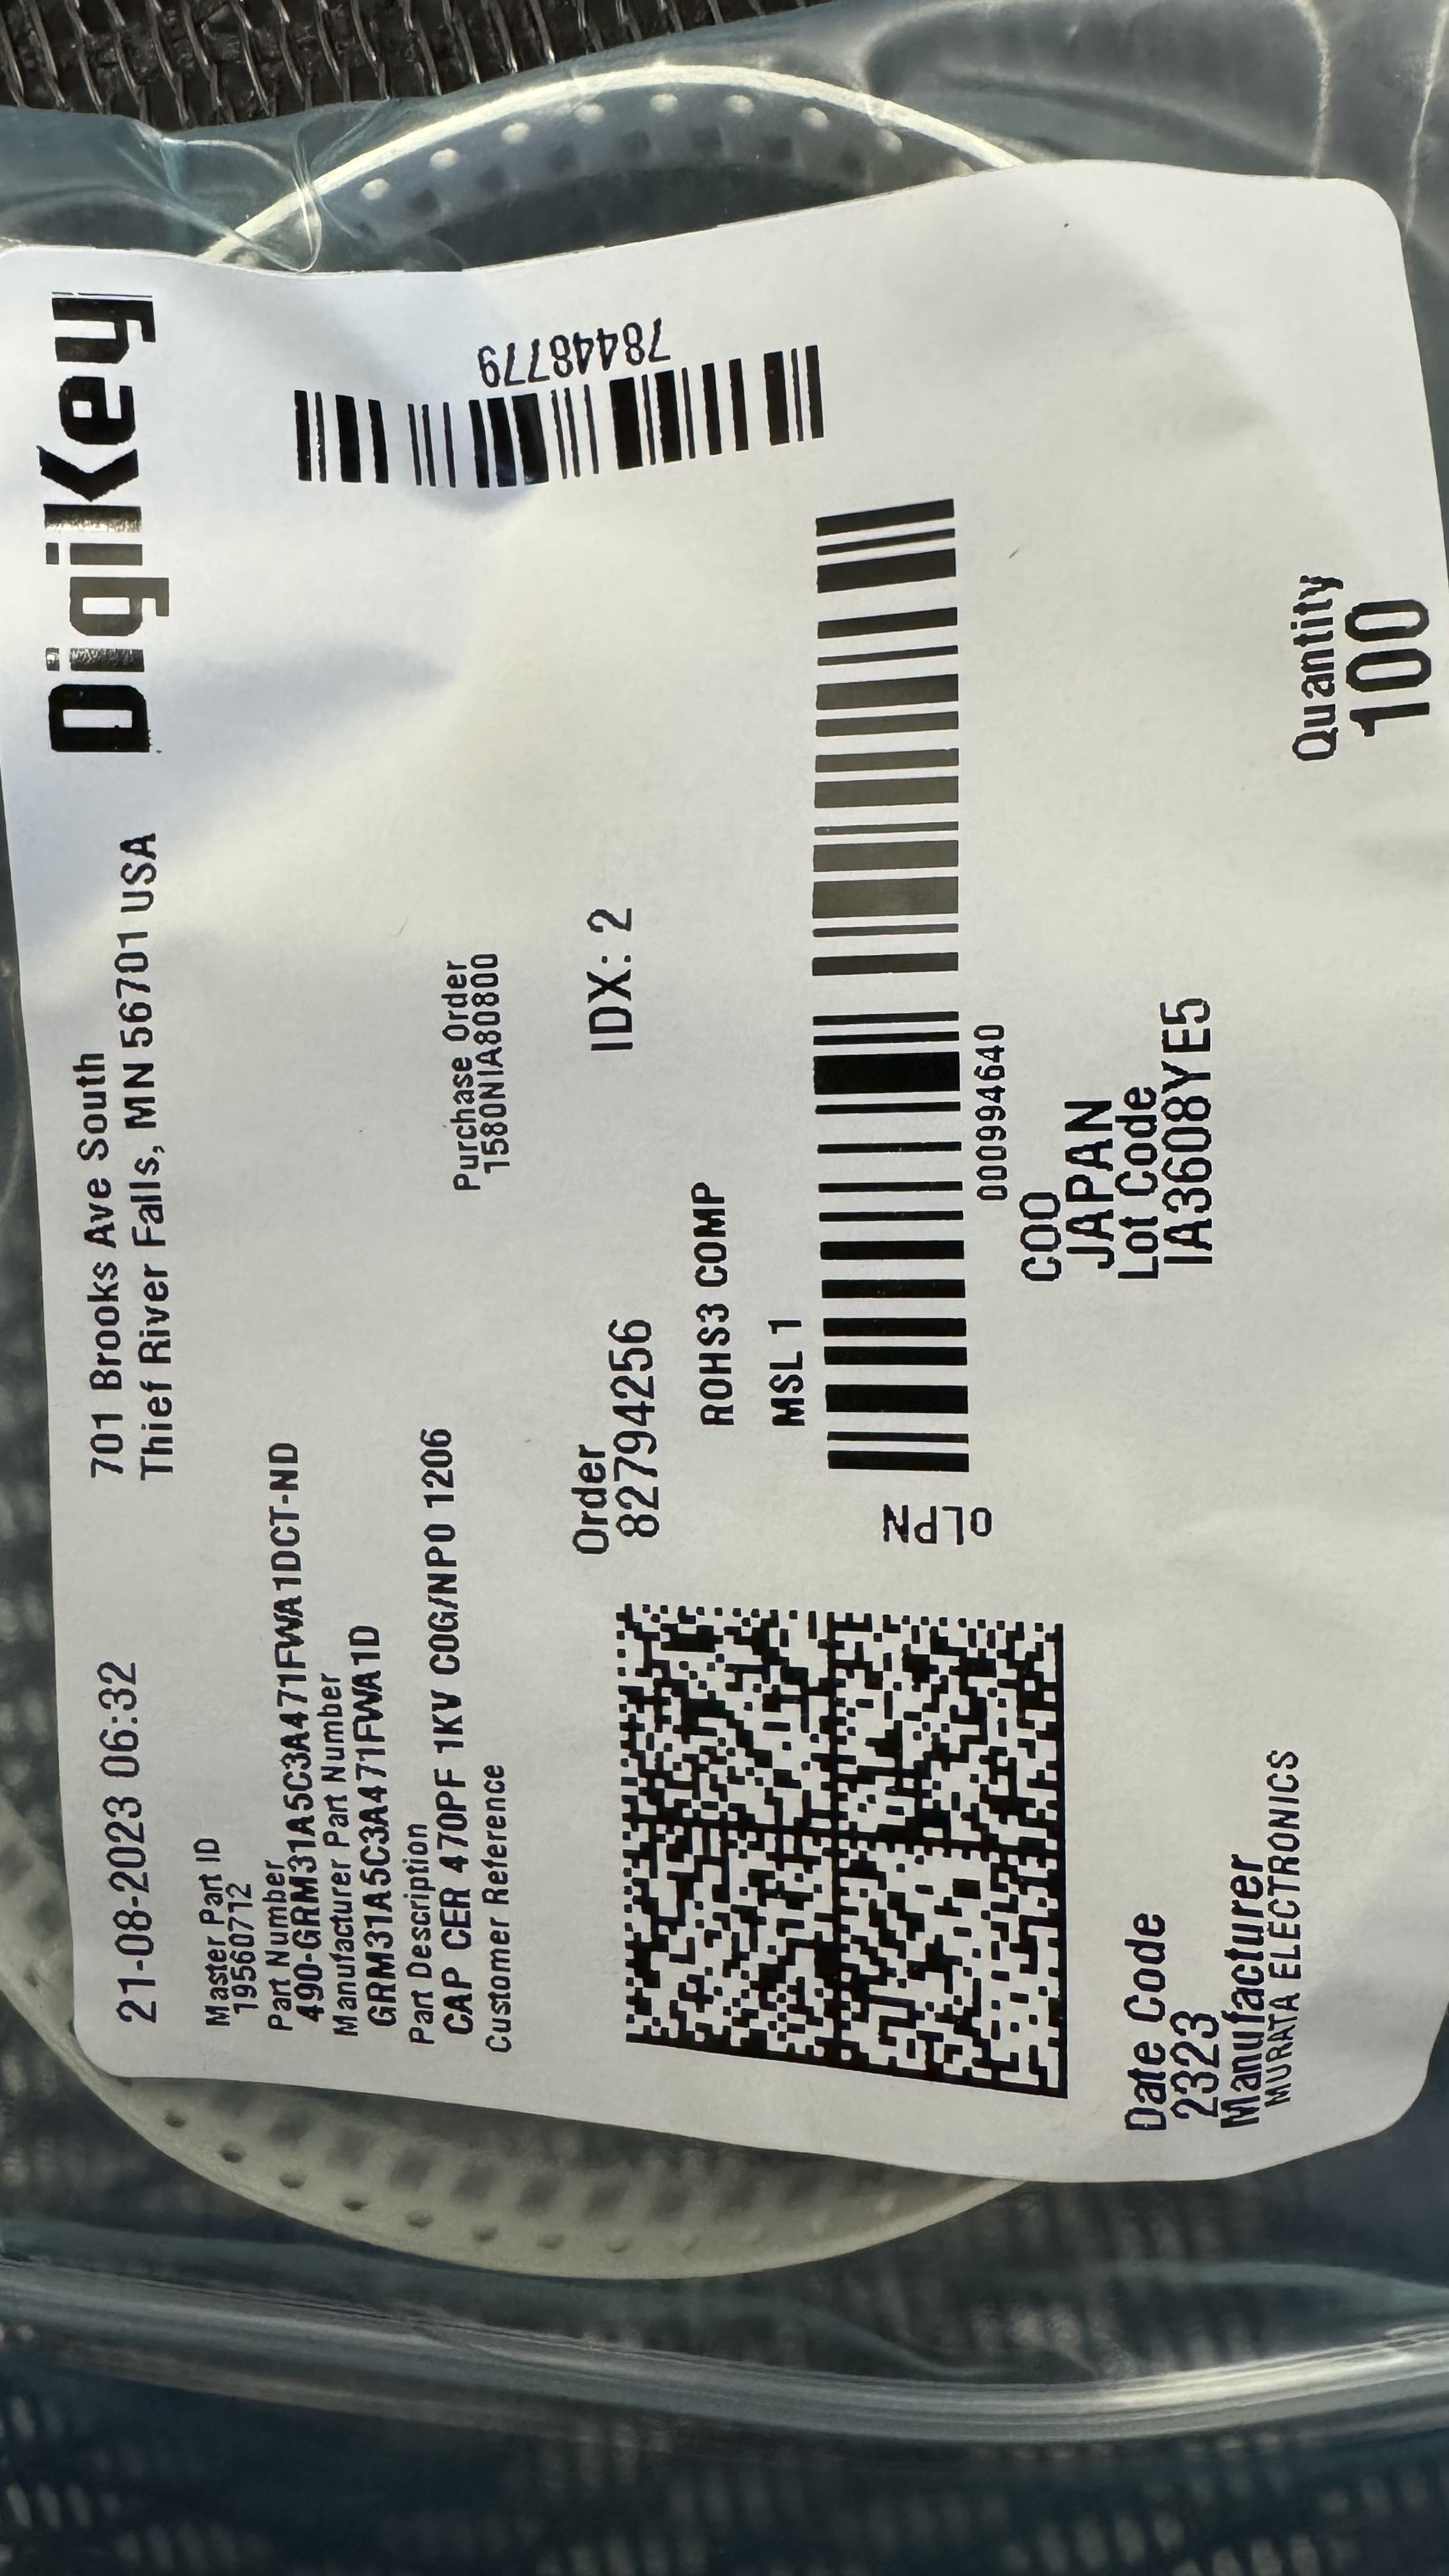 701 Brooks Ave South
Thief River Falls, MN 56701 USA
DigiKey
21-08-2023 06:32
Master Part ID
19560712
Part Number
490-GRM31A5C3A471FWA1DCT-ND
Manufacturer Part Number
GRM31A5C3A471FWA1D
Part Description
CAP CER 470PF 1KV C0G/NP0 1206
Customer Reference
Purchase Order
1580NIA80800
78448779
Order
82794256
IDX: 2
ROHS3 COMP
MSL 1
OLPN
000994640
COO
JAPAN
Lot Code
IA3608YE5
Date Code
2323
Manufacturer
MURATA ELECTRONICS
Quantity
100